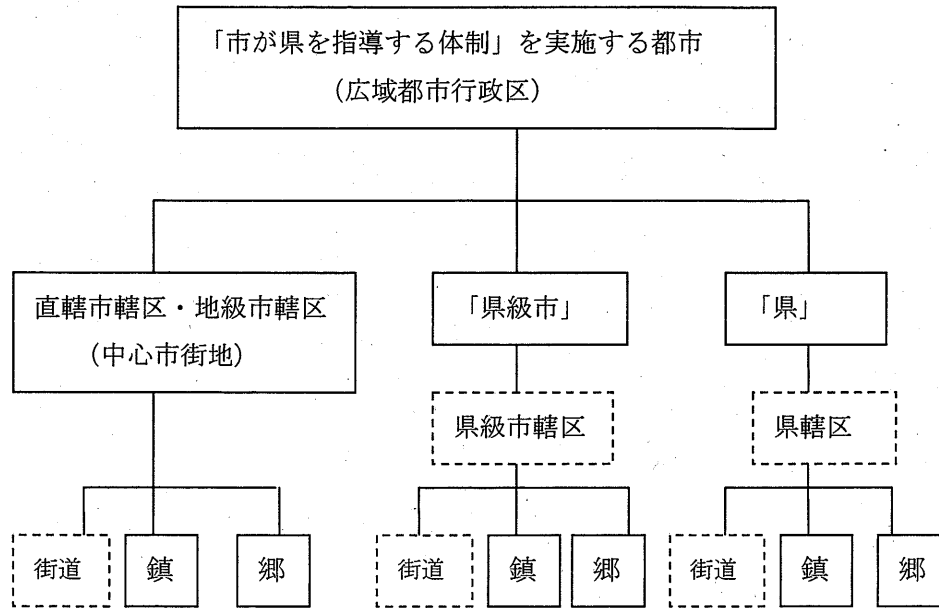 「市が県を指導する体制」を実施する都市
（広域都市行政区）
直轄市轄区・地級市轄区
（中心市街地）
「県級市」
「県」
県級市轄区
県轄区
街道
鎮
郷
街道
鎮
郷
街道
鎮
郷